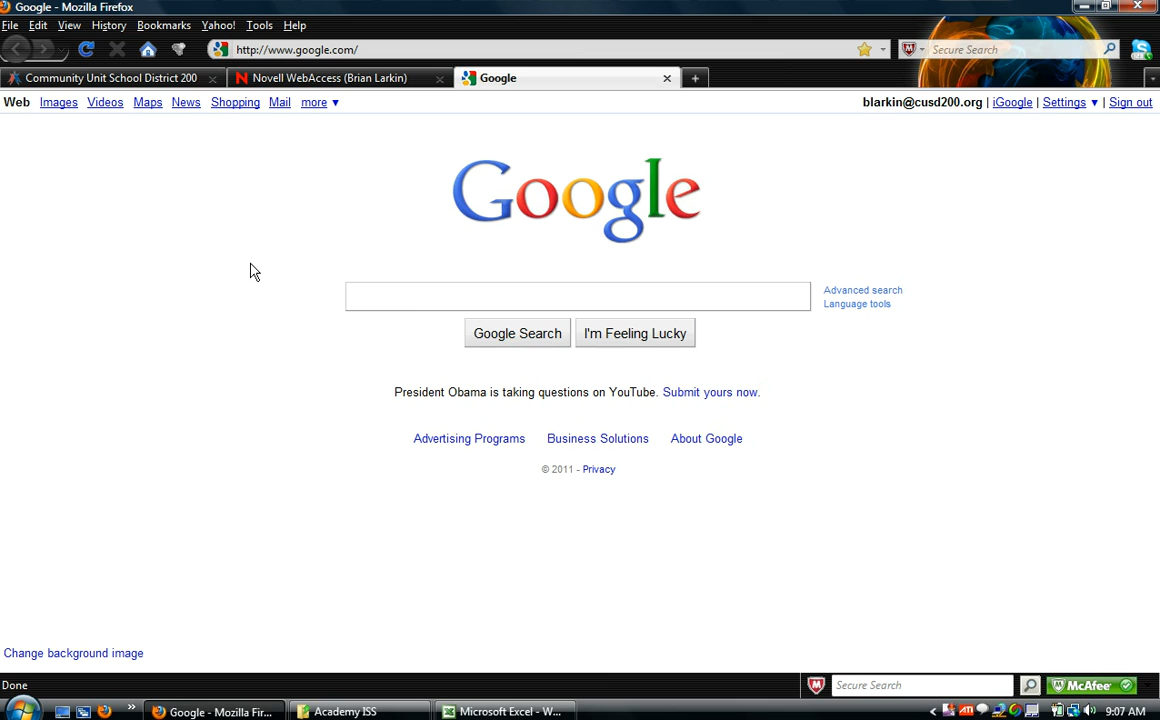 Google - Mozilla Firefox
File Edit View History Bookmarks Yahoo! Tools Help
http://www.google.com/ Secure Search
Community Unit School District 200 Novell WebAccess (Brian Larkin) Google
Web Images Videos Maps News Shopping Mail more ▼ blarkin@cusd200.org | iGoogle | Settings ▼ | Sign out
Google
Advanced search
Language tools
Google Search I'm Feeling Lucky
President Obama is taking questions on YouTube. Submit yours now.
Advertising Programs Business Solutions About Google
© 2011 - Privacy
Change background image
Done Secure Search McAfee
Google - Mozilla Fir... Academy ISS Microsoft Excel - W... ATI 9:07 AM